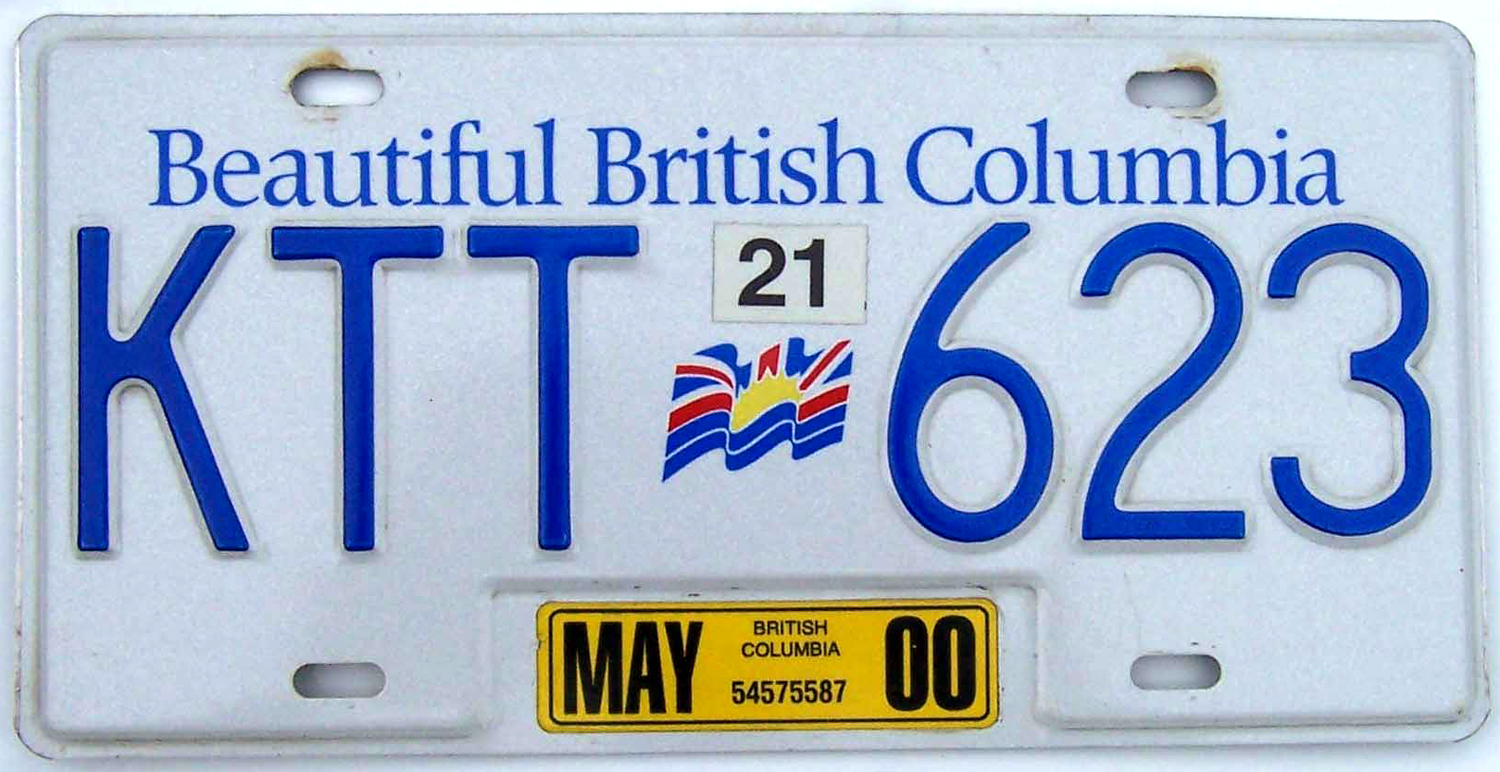 Beautiful British Columbia
KTT 21 623
MAY BRITISH COLUMBIA 54575587 00